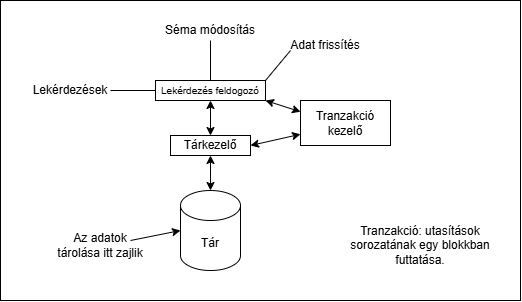 Séma módosítás
Adat frissítés
Lekérdezések
Lekérdezés feldogozó
Tranzakció
kezelő
Tárkezelő
Az adatok
tárolása itt zajlik
Tár
Tranzakció: utasítások
sorozatának egy blokkban
futtatása.